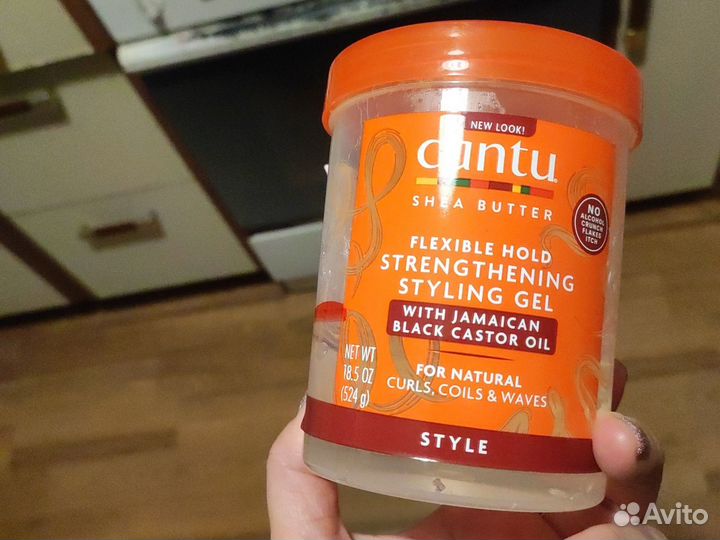 NEW LOOK!
cantu
SHEA BUTTER
NO
ALCOHOL
CRUNCH
FLAKES
ITCH
FLEXIBLE HOLD
STRENGTHENING
STYLING GEL
WITH JAMAICAN
BLACK CASTOR OIL
NET WT
18.5 OZ
(524 g)
FOR NATURAL
CURLS, COILS & WAVES
STYLE
Avito